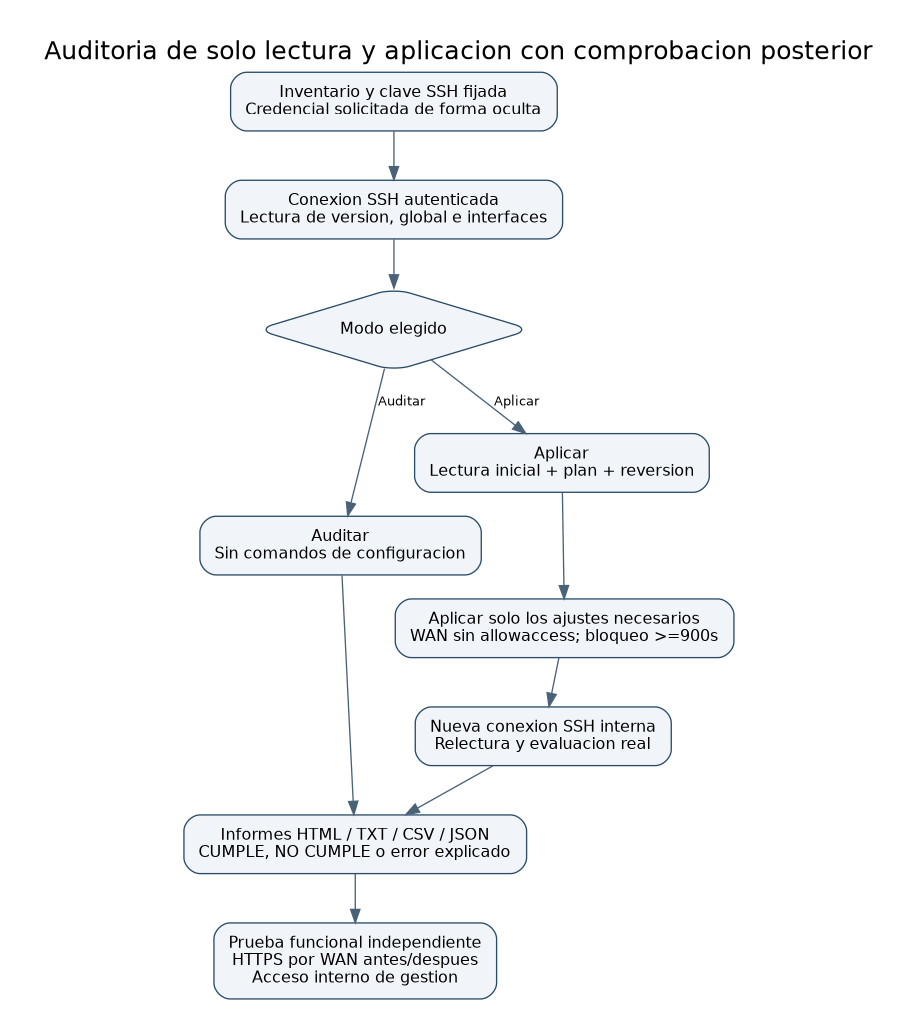 Auditoria de solo lectura y aplicacion con comprobacion posterior
Inventario y clave SSH fijada
Credencial solicitada de forma oculta
Conexion SSH autenticada
Lectura de version, global e interfaces
Modo elegido
Auditar
Aplicar
Aplicar
Lectura inicial + plan + reversion
Auditar
Sin comandos de configuracion
Aplicar solo los ajustes necesarios
WAN sin allowaccess; bloqueo >=900s
Nueva conexion SSH interna
Relectura y evaluacion real
Informes HTML / TXT / CSV / JSON
CUMPLE, NO CUMPLE o error explicado
Prueba funcional independiente
HTTPS por WAN antes/despues
Acceso interno de gestion